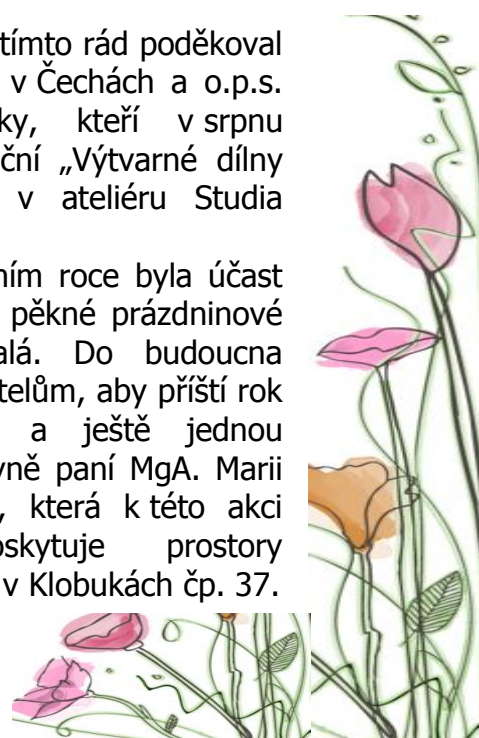 tímto rád poděkoval
v Čechách a o.p.s.
ky, kteří v srpnu
ční „Výtvarné dílny
v ateliéru Studia
ním roce byla účast
pěkné prázdninové
alá. Do budoucna
telům, aby příští rok
a ještě jednou
vně paní MgA. Marii
, která k této akci
oskytuje prostory
v Klobukách čp. 37.